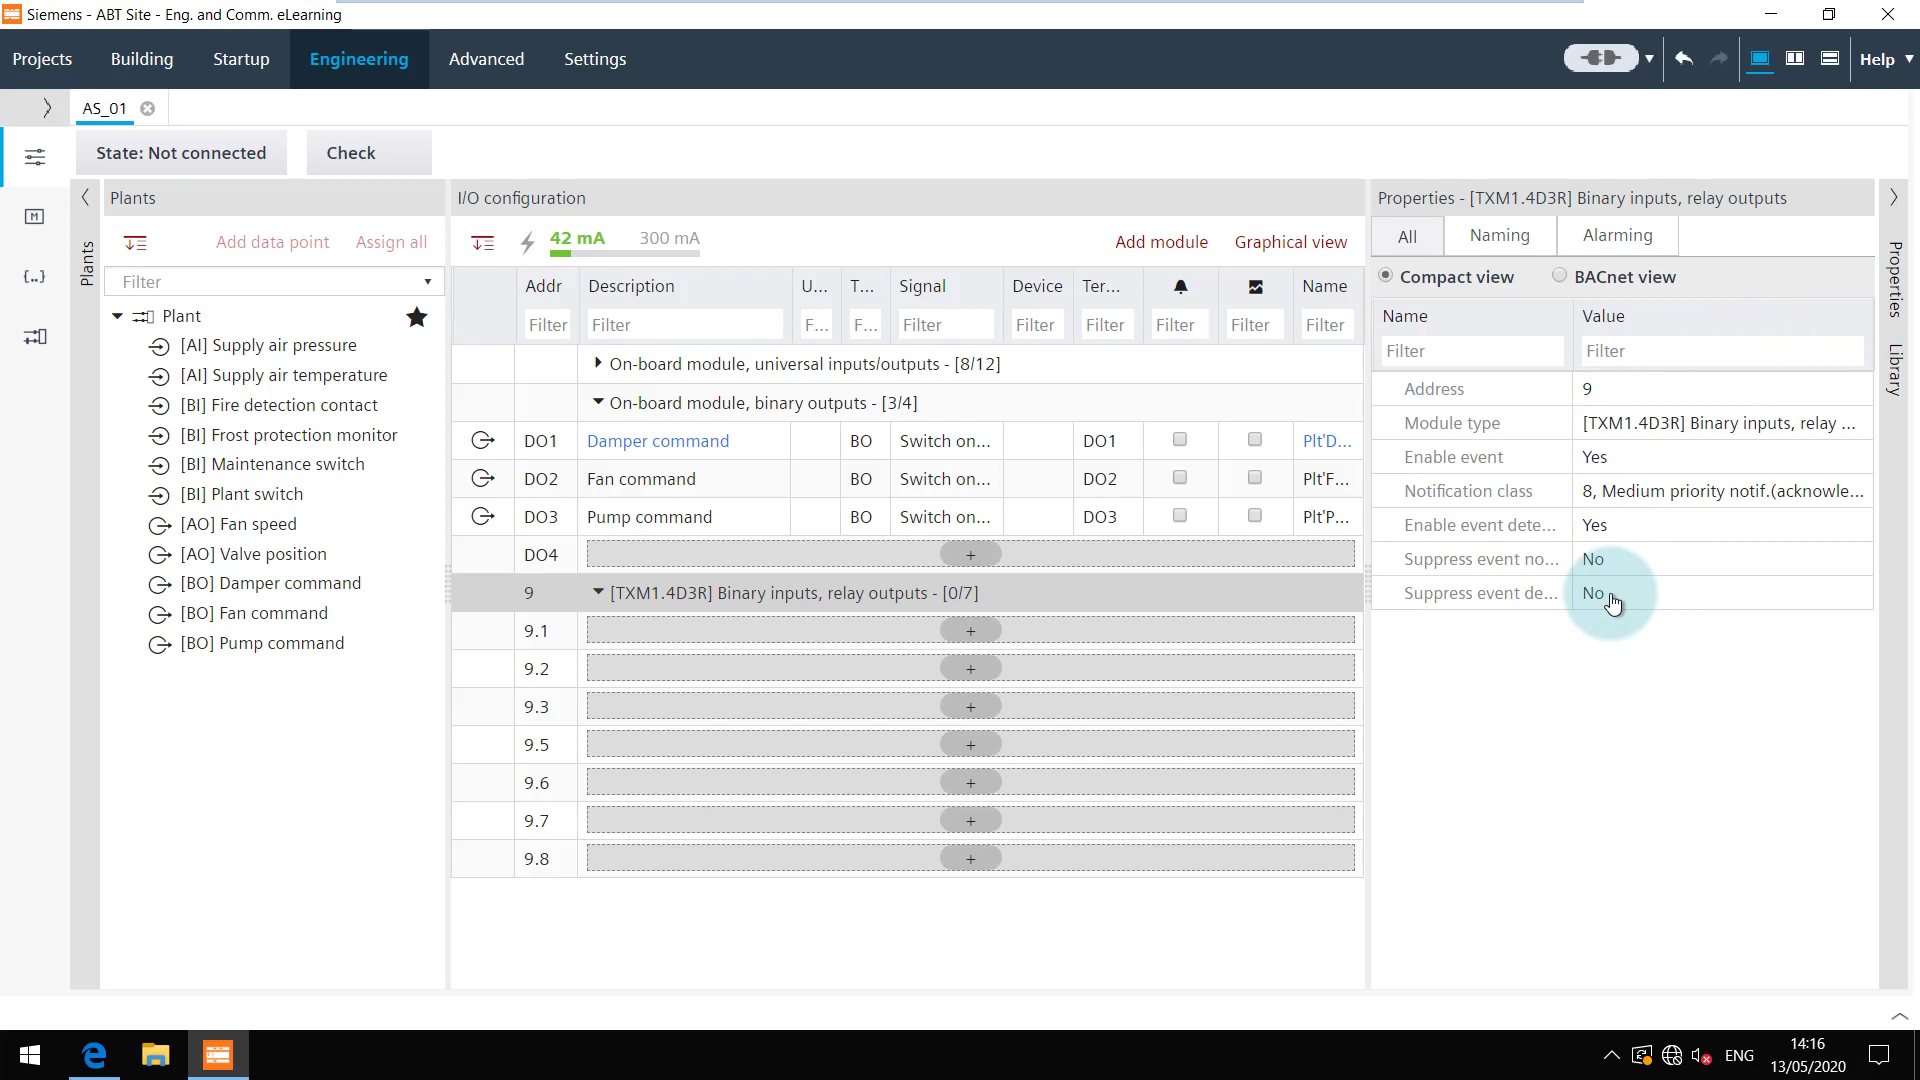 Siemens - ABT Site - Eng. and Comm. eLearning
Projects Building Startup Engineering Advanced Settings Help
AS_01
State: Not connected Check
Plants
Plants
Add data point Assign all
Filter
Plant
[AI] Supply air pressure
[AI] Supply air temperature
[BI] Fire detection contact
[BI] Frost protection monitor
[BI] Maintenance switch
[BI] Plant switch
[AO] Fan speed
[AO] Valve position
[BO] Damper command
[BO] Fan command
[BO] Pump command
I/O configuration
42 mA 300 mA Add module Graphical view
Addr Description U... T... Signal Device Ter... Name
Filter Filter F... F... Filter Filter Filter Filter Filter Filter
On-board module, universal inputs/outputs - [8/12]
On-board module, binary outputs - [3/4]
DO1 Damper command BO Switch on... DO1 Plt'D...
DO2 Fan command BO Switch on... DO2 Plt'F...
DO3 Pump command BO Switch on... DO3 Plt'P...
DO4 +
9 [TXM1.4D3R] Binary inputs, relay outputs - [0/7]
9.1 +
9.2 +
9.3 +
9.5 +
9.6 +
9.7 +
9.8 +
Properties - [TXM1.4D3R] Binary inputs, relay outputs
All Naming Alarming
Compact view BACnet view
Name Value
Filter Filter
Address 9
Module type [TXM1.4D3R] Binary inputs, relay ...
Enable event Yes
Notification class 8, Medium priority notif.(acknowle...
Enable event dete... Yes
Suppress event no... No
Suppress event de... No
Properties
Library
M
{..}
ENG
14:16
13/05/2020